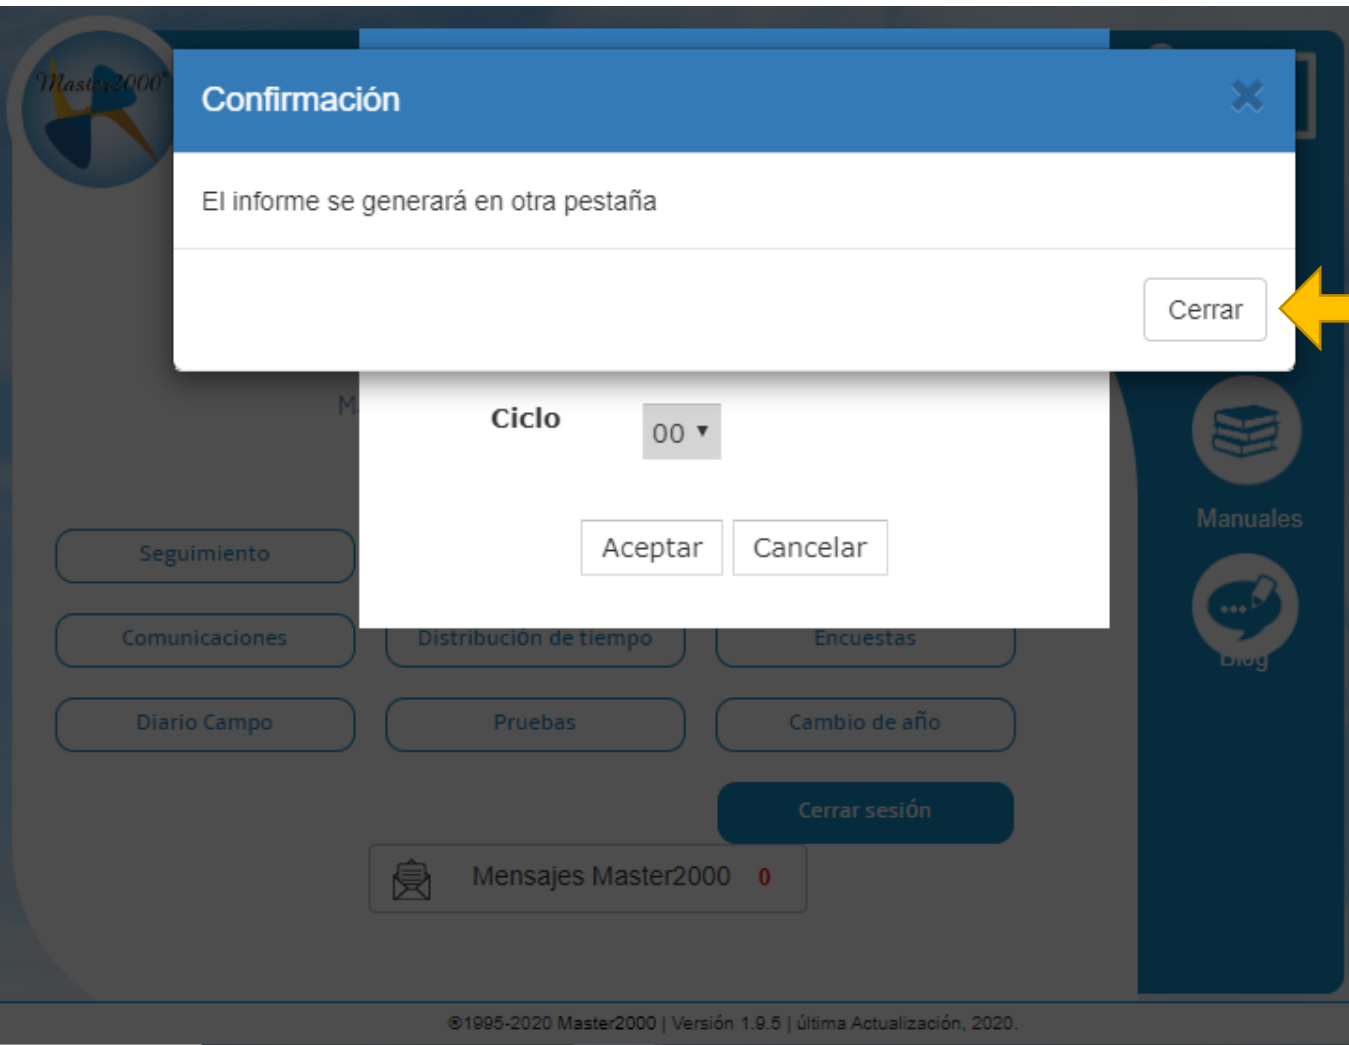 Master2000®
Confirmación
El informe se generará en otra pestaña
Cerrar
M
Ciclo
00
Manuales
Aceptar
Cancelar
Seguimiento
Comunicaciones
Distribución de tiempo
Encuestas
Blog
Diario Campo
Pruebas
Cambio de año
Cerrar sesión
Mensajes Master2000 0
©1995-2020 Master2000 | Versión 1.9.5 | última Actualización, 2020.